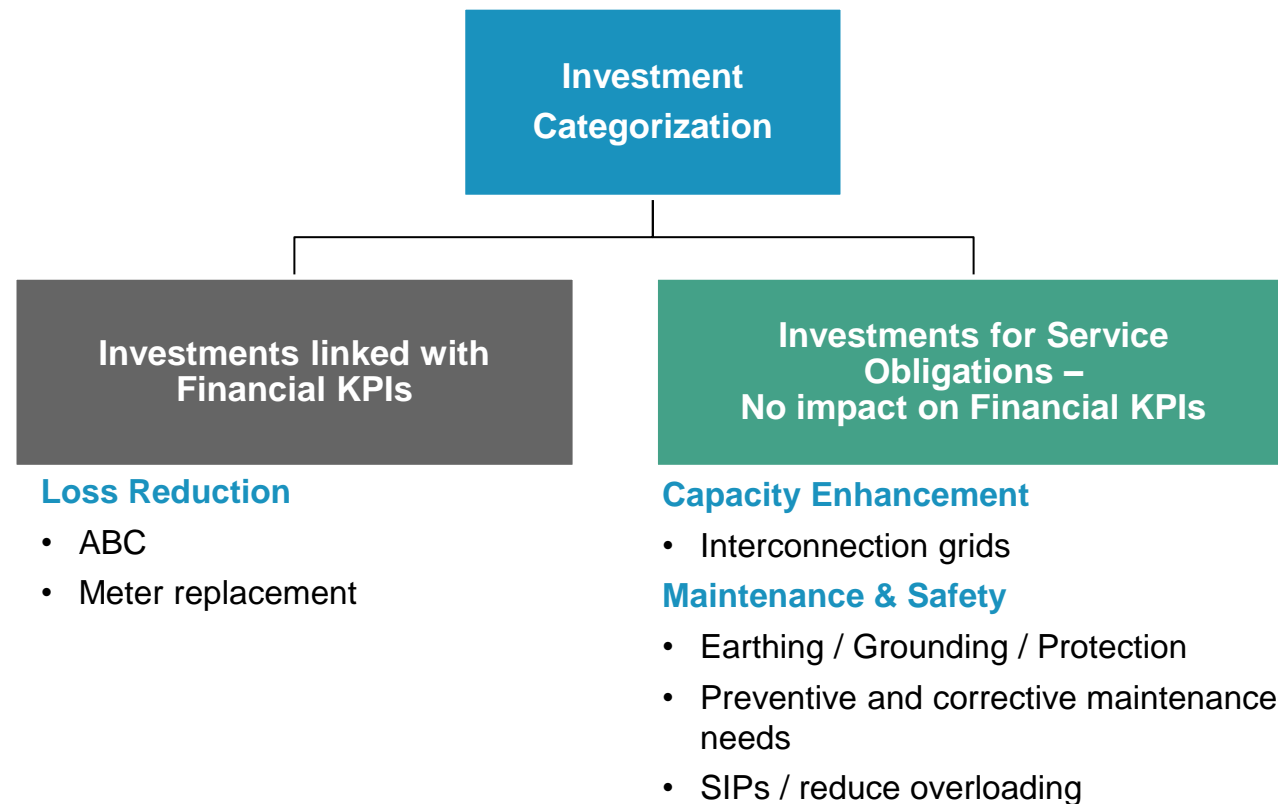 Investment
Categorization
Investments linked with
Financial KPIs
Loss Reduction
• ABC
• Meter replacement
Investments for Service
Obligations –
No impact on Financial KPIs
Capacity Enhancement
• Interconnection grids
Maintenance & Safety
• Earthing / Grounding / Protection
• Preventive and corrective maintenance
needs
• SIPs / reduce overloading